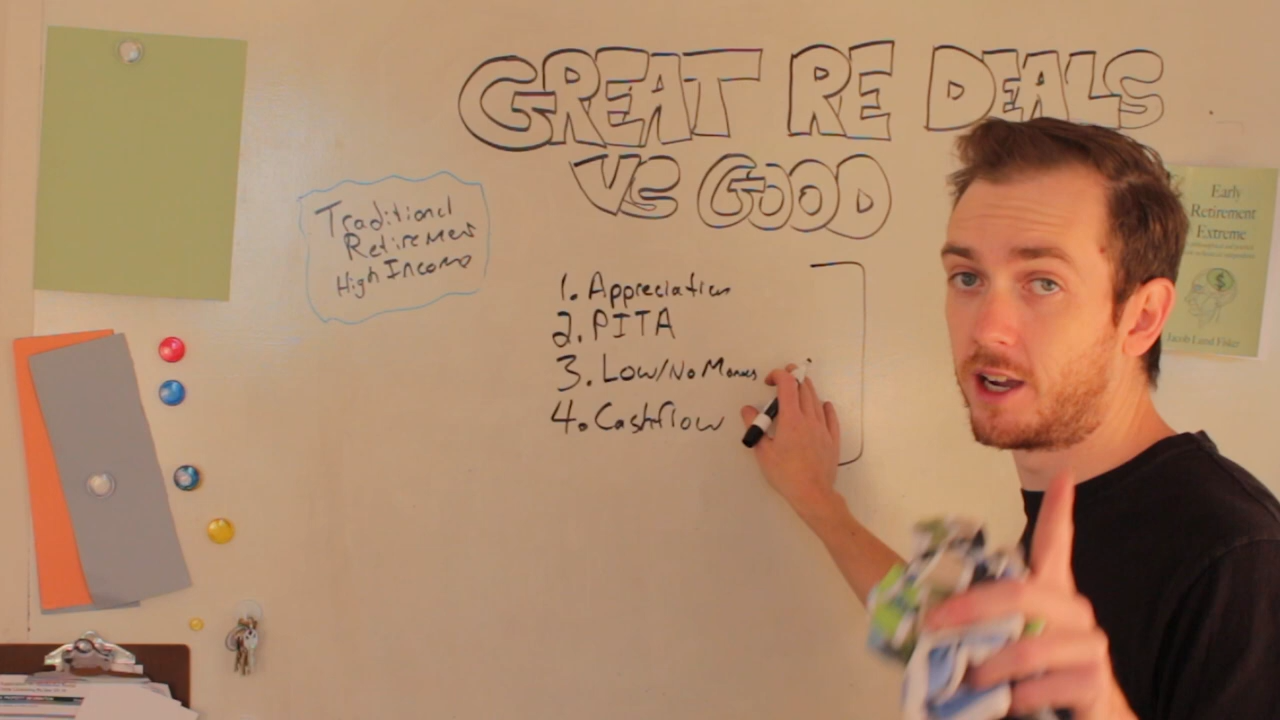 GREAT RE DEALS
VS GOOD
Traditional
Retirement
High Income
1. Appreciation
2. PITA
3. Low/No Money
4. Cashflow
Early
Retirement
Extreme
Jacob Lund Fisker